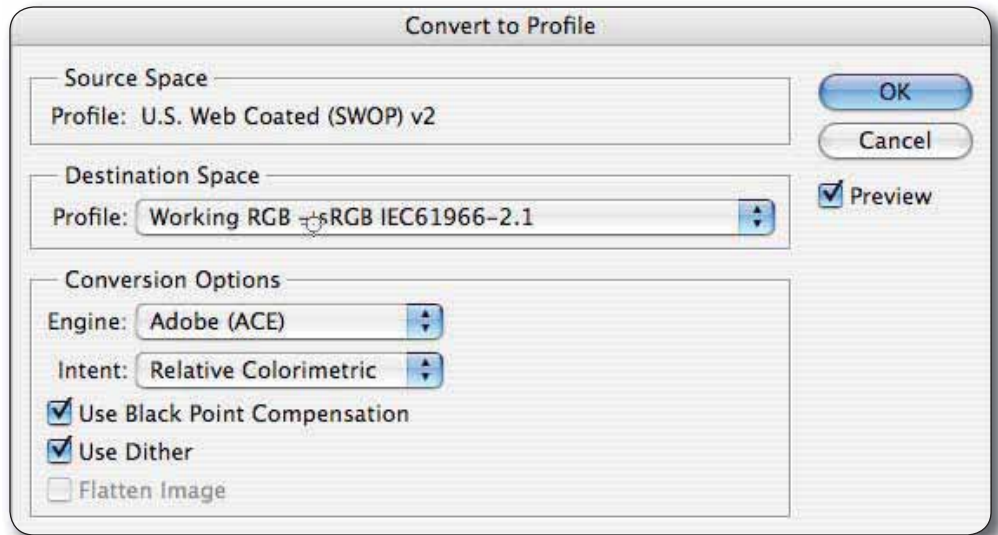 Convert to Profile
Source Space
Profile: U.S. Web Coated (SWOP) v2
OK
Cancel
Preview
Destination Space
Profile: Working RGB - sRGB IEC61966-2.1
Conversion Options
Engine: Adobe (ACE)
Intent: Relative Colorimetric
Use Black Point Compensation
Use Dither
Flatten Image